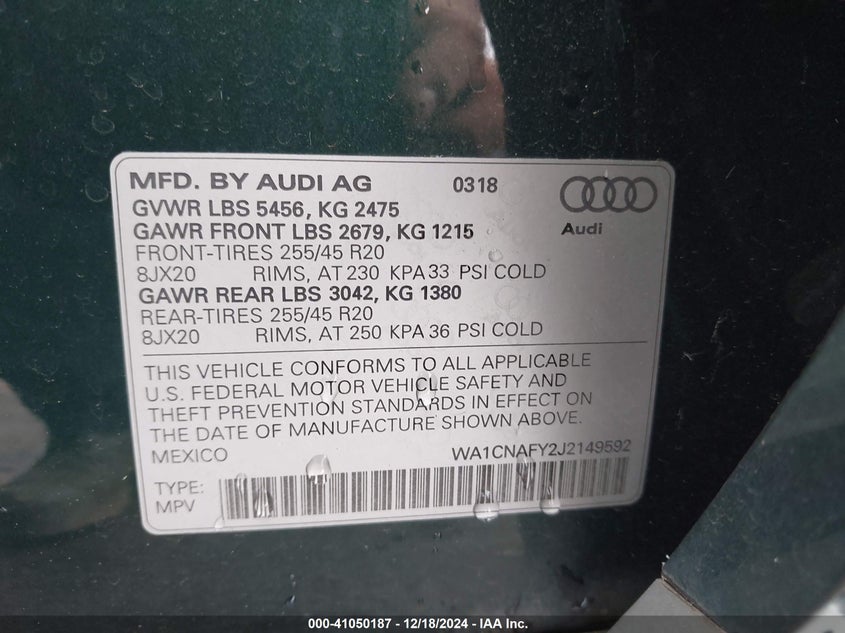 MFD. BY AUDI AG 0318
GVWR LBS 5456, KG 2475
GAWR FRONT LBS 2679, KG 1215
Audi
FRONT-TIRES 255/45 R20
8JX20 RIMS, AT 230 KPA 33 PSI COLD
GAWR REAR LBS 3042, KG 1380
REAR-TIRES 255/45 R20
8JX20 RIMS, AT 250 KPA 36 PSI COLD
THIS VEHICLE CONFORMS TO ALL APPLICABLE
U.S. FEDERAL MOTOR VEHICLE SAFETY AND
THEFT PREVENTION STANDARDS IN EFFECT ON
THE DATE OF MANUFACTURE SHOWN ABOVE.
MEXICO WA1CNAFY2J2149592
TYPE:
MPV
000-41050187 - 12/18/2024 - IAA Inc.